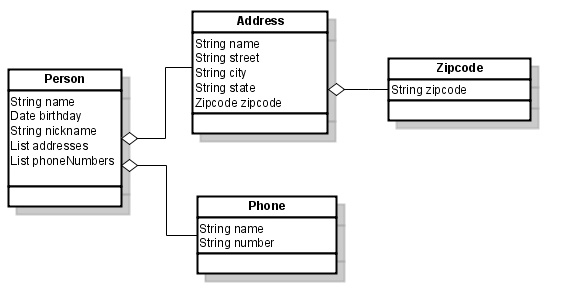 Person
String name
Date birthday
String nickname
List addresses
List phoneNumbers
Address
String name
String street
String city
String state
Zipcode zipcode
Zipcode
String zipcode
Phone
String name
String number